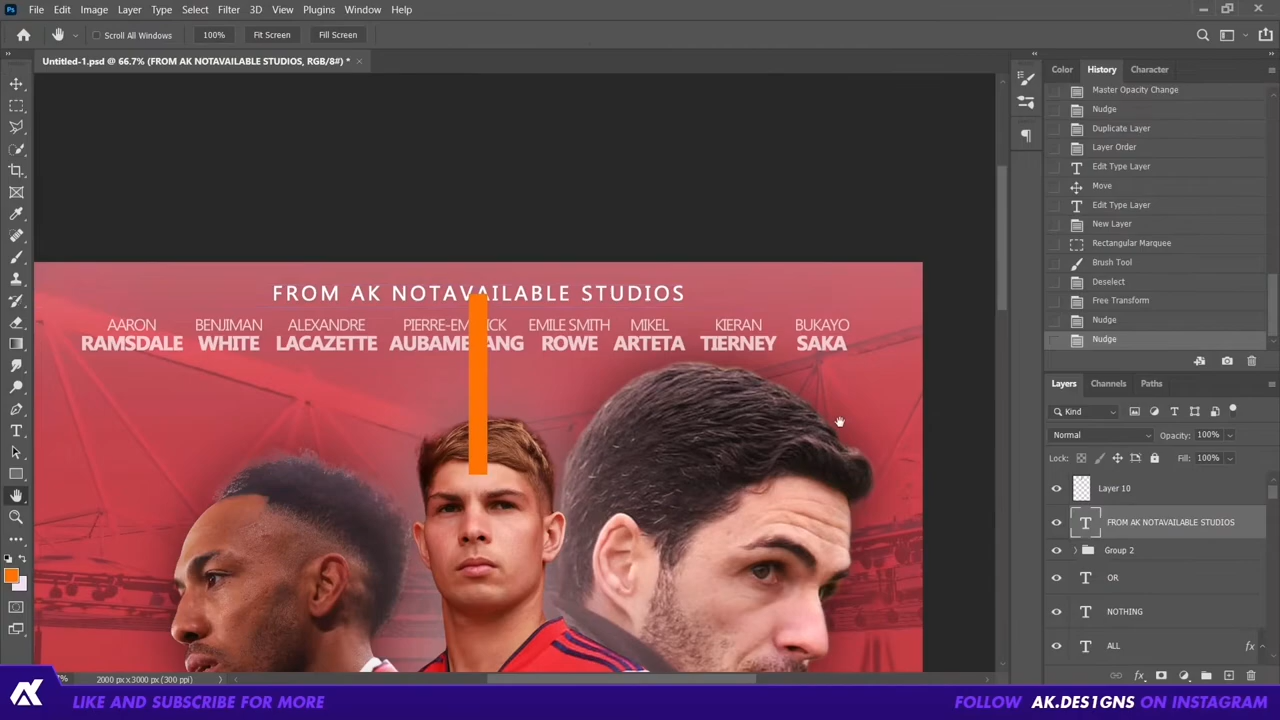 Ps File Edit Image Layer Type Select Filter 3D View Plugins Window Help
Scroll All Windows 100% Fit Screen Fill Screen
Untitled-1.psd @ 66.7% (FROM AK NOTAVAILABLE STUDIOS, RGB/8#) *
Color History Character
Master Opacity Change
Nudge
Duplicate Layer
Layer Order
Edit Type Layer
Move
Edit Type Layer
New Layer
Rectangular Marquee
Brush Tool
Deselect
Free Transform
Nudge
Nudge
FROM AK NOTAVAILABLE STUDIOS
AARON BENJIMAN ALEXANDRE EMILE SMITH MIKEL KIERAN BUKAYO
RAMSDALE WHITE LACAZETTE ROWE ARTETA TIERNEY SAKA
Layers Channels Paths
Kind
Normal Opacity: 100%
Lock: Fill: 100%
Layer 10
FROM AK NOTAVAILABLE STUDIOS
Group 2
OR
NOTHING
ALL fx
2000 px x 3000 px (300 ppi)
AK LIKE AND SUBSCRIBE FOR MORE
FOLLOW AK.DES1GNS ON INSTAGRAM